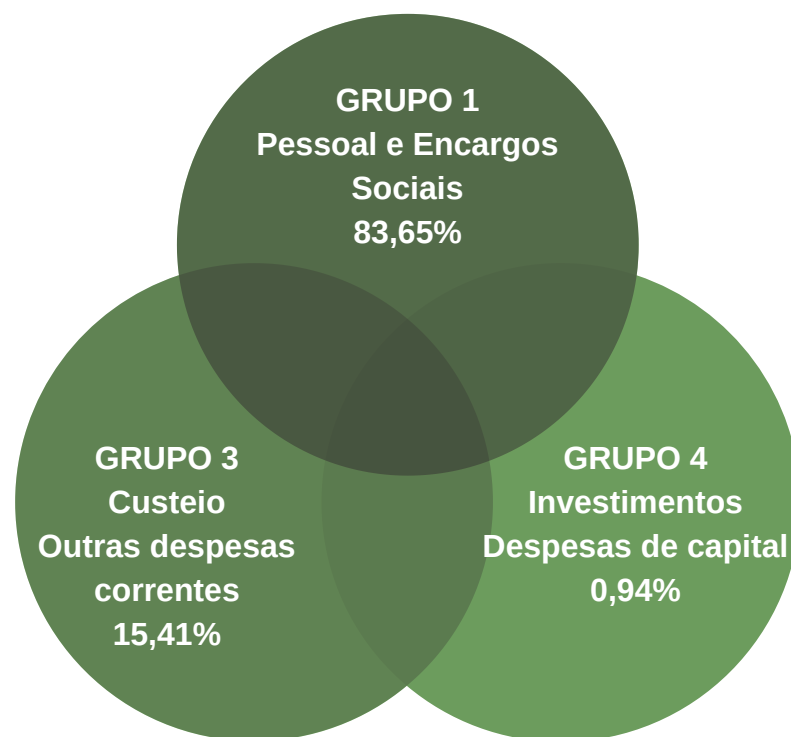 GRUPO 1
Pessoal e Encargos
Sociais
83,65%
GRUPO 3
Custeio
Outras despesas
correntes
15,41%
GRUPO 4
Investimentos
Despesas de capital
0,94%